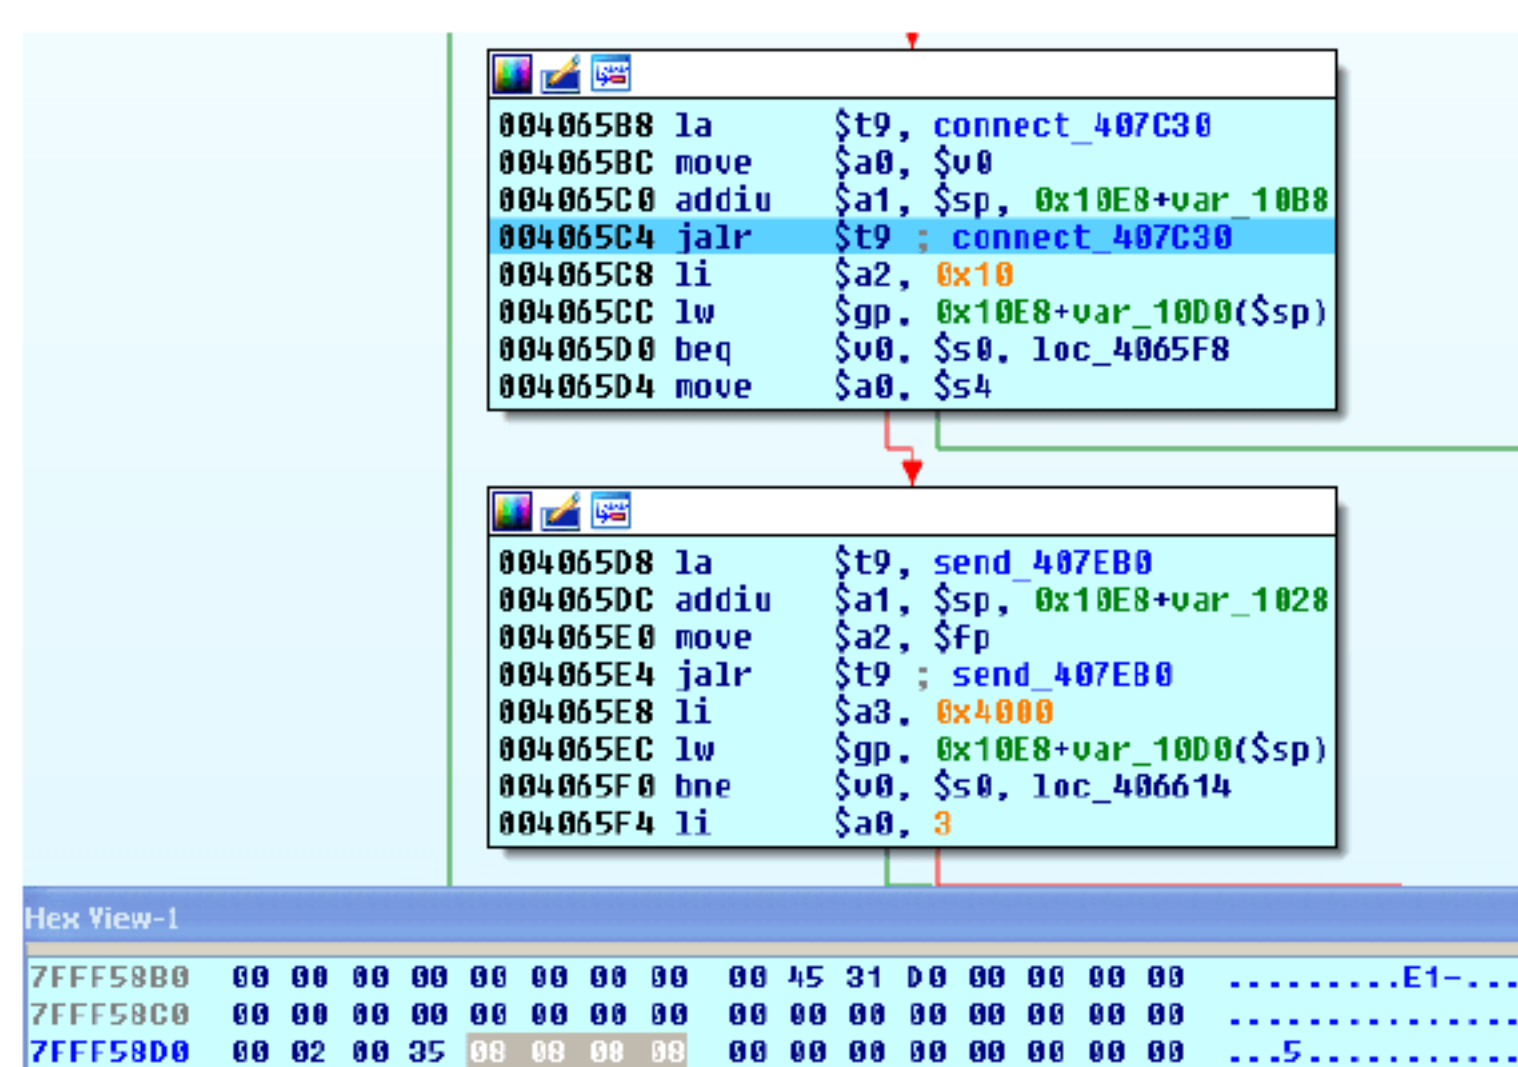 004065B8 la $t9, connect_407C30
004065BC move $a0, $v0
004065C0 addiu $a1, $sp, 0x10E8+var_10B8
004065C4 jalr $t9 ; connect_407C30
004065C8 li $a2, 0x10
004065CC lw $gp, 0x10E8+var_10D0($sp)
004065D0 beq $v0, $s0, loc_4065F8
004065D4 move $a0, $s4
004065D8 la $t9, send_407EB0
004065DC addiu $a1, $sp, 0x10E8+var_1028
004065E0 move $a2, $fp
004065E4 jalr $t9 ; send_407EB0
004065E8 li $a3, 0x4000
004065EC lw $gp, 0x10E8+var_10D0($sp)
004065F0 bne $v0, $s0, loc_406614
004065F4 li $a0, 3
Hex View-1
7FFF58B0 00 00 00 00 00 00 00 00 00 45 31 D0 00 00 00 00 .........E1-...
7FFF58C0 00 00 00 00 00 00 00 00 00 00 00 00 00 00 00 00 ...............
7FFF58D0 00 02 00 35 08 08 08 08 00 00 00 00 00 00 00 00 ...5...........